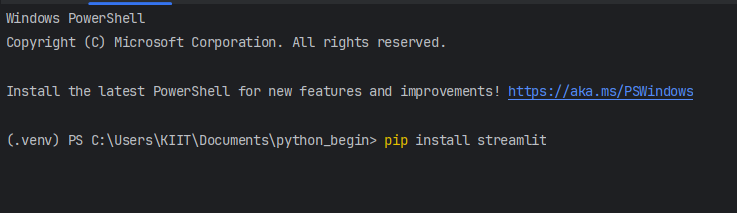 Windows PowerShell
Copyright (C) Microsoft Corporation. All rights reserved.
Install the latest PowerShell for new features and improvements! https://aka.ms/PSWindows
(.venv) PS C:\Users\KIIT\Documents\python_begin> pip install streamlit